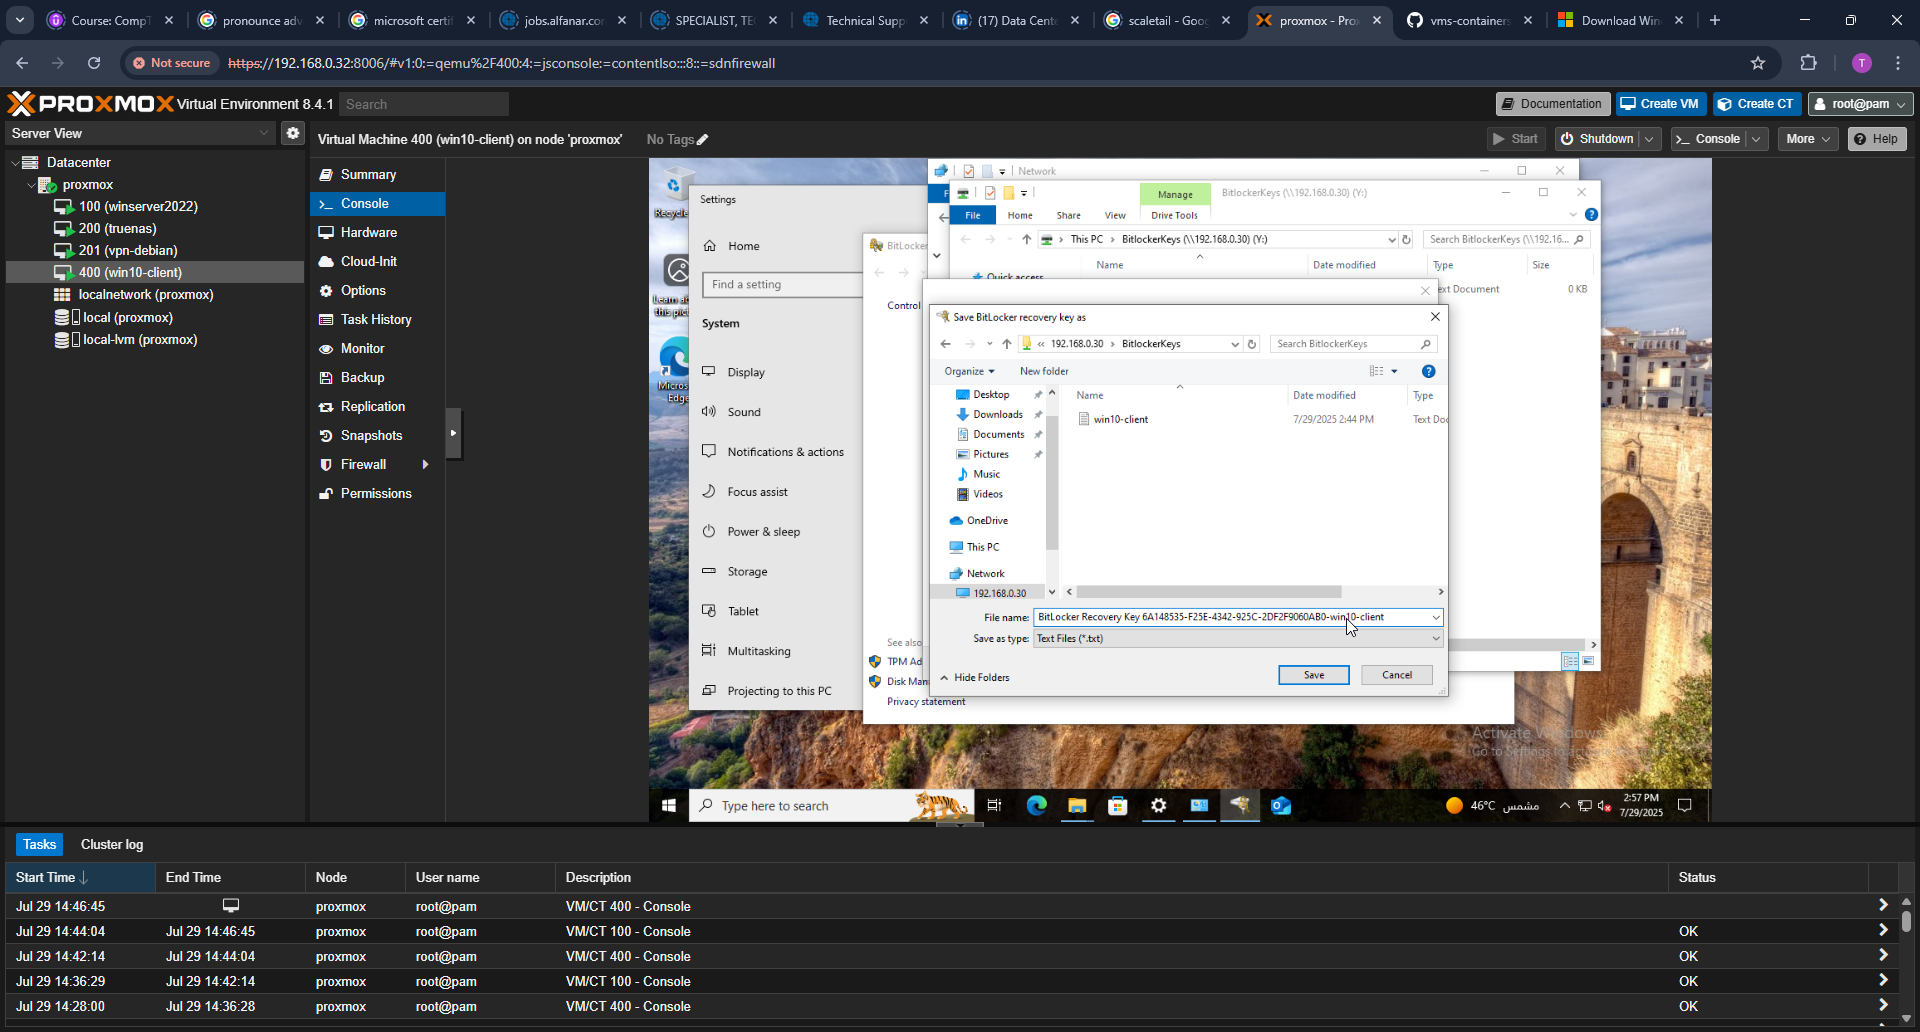 Course: CompT
pronounce adv
microsoft certif
jobs.alfanar.cor
SPECIALIST, TE
Technical Supp
(17) Data Cent
scaletail - Goog
proxmox - Prox
vms-containers
Download Win
Not secure
https://192.168.0.32:8006/#v1:0:=qemu%2F400:4:=jsconsole:=contentIso:::8::=sdnfirewall
T
PROXMOX Virtual Environment 8.4.1
Search
Documentation
Create VM
Create CT
root@pam
Server View
Virtual Machine 400 (win10-client) on node 'proxmox'
No Tags
Start
Shutdown
Console
More
Help
Datacenter
proxmox
100 (winserver2022)
200 (truenas)
201 (vpn-debian)
400 (win10-client)
localnetwork (proxmox)
local (proxmox)
local-lvm (proxmox)
Summary
Console
Hardware
Cloud-Init
Options
Task History
Monitor
Backup
Replication
Snapshots
Firewall
Permissions
Recycle
Learn ab
this pict
Micros
Edge
Settings
Home
Find a setting
System
Display
Sound
Notifications & actions
Focus assist
Power & sleep
Storage
Tablet
Multitasking
Projecting to this PC
BitLocker
Control
See also
TPM Ad
Disk Man
Privacy statement
Network
Manage
BitlockerKeys (\\192.168.0.30) (Y:)
File
Home
Share
View
Drive Tools
This PC > BitlockerKeys (\\192.168.0.30) (Y:)
Search BitlockerKeys (\\192.16...
Quick access
Name
Date modified
Type
Size
ext Document
0 KB
Save BitLocker recovery key as
« 192.168.0.30 > BitlockerKeys
Search BitlockerKeys
Organize
New folder
Desktop
Downloads
Documents
Pictures
Music
Videos
OneDrive
This PC
Network
192.168.0.30
Name
Date modified
Type
win10-client
7/29/2025 2:44 PM
Text Doc
File name: BitLocker Recovery Key 6A148535-F25E-4342-925C-2DF2F9060AB0-win10-client
Save as type: Text Files (*.txt)
Hide Folders
Save
Cancel
Activate Windows
Go to Settings to
Type here to search
46°C مشمس
2:57 PM
7/29/2025
Tasks
Cluster log
Start Time
End Time
Node
User name
Description
Status
Jul 29 14:46:45 proxmox root@pam VM/CT 400 - Console
Jul 29 14:44:04 Jul 29 14:46:45 proxmox root@pam VM/CT 100 - Console OK
Jul 29 14:42:14 Jul 29 14:44:04 proxmox root@pam VM/CT 400 - Console OK
Jul 29 14:36:29 Jul 29 14:42:14 proxmox root@pam VM/CT 100 - Console OK
Jul 29 14:28:00 Jul 29 14:36:28 proxmox root@pam VM/CT 400 - Console OK